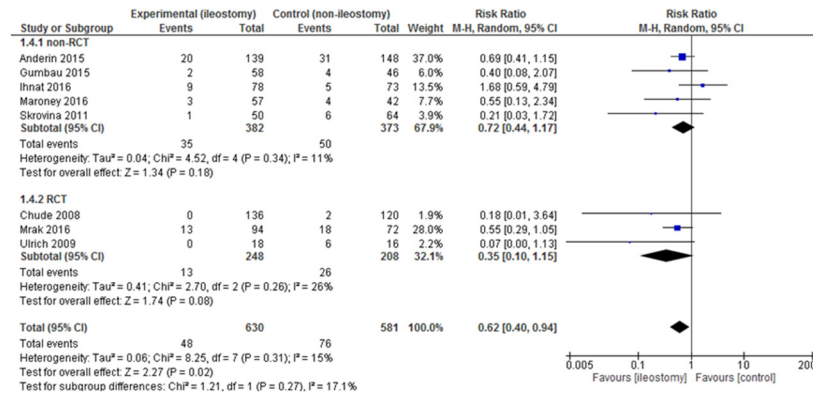 Experimental (ileostomy) Control (non-ileostomy) Risk Ratio Risk Ratio
Study or Subgroup Events Total Events Total Weight M-H, Random, 95% CI M-H, Random, 95% CI
1.4.1 non-RCT
Anderin 2015 20 139 31 148 37.0% 0.69 [0.41, 1.15]
Gumbau 2015 2 58 4 46 6.0% 0.40 [0.08, 2.07]
Ihnat 2016 9 78 5 73 13.5% 1.68 [0.59, 4.79]
Maroney 2016 3 57 4 42 7.7% 0.55 [0.13, 2.34]
Skrovina 2011 1 50 6 64 3.8% 0.21 [0.03, 1.72]
Subtotal (95% CI) 382 373 67.9% 0.72 [0.44, 1.17]
Total events 35 50
Heterogeneity: Tau² = 0.04; Chi² = 4.52, df = 4 (P = 0.34); I² = 11%
Test for overall effect: Z = 1.34 (P = 0.18)
1.4.2 RCT
Chude 2008 0 136 2 120 1.9% 0.18 [0.01, 3.64]
Mrak 2016 13 94 18 72 28.0% 0.55 [0.29, 1.05]
Ulrich 2009 0 18 6 16 2.2% 0.07 [0.00, 1.13]
Subtotal (95% CI) 248 208 32.1% 0.35 [0.10, 1.15]
Total events 13 26
Heterogeneity: Tau² = 0.41; Chi² = 2.70, df = 2 (P = 0.26); I² = 26%
Test for overall effect: Z = 1.74 (P = 0.08)
Total (95% CI) 630 581 100.0% 0.62 [0.40, 0.94]
Total events 48 76
Heterogeneity: Tau² = 0.06; Chi² = 8.25, df = 7 (P = 0.31); I² = 15%
Test for overall effect: Z = 2.27 (P = 0.02)
Test for subgroup differences: Chi² = 1.21, df = 1 (P = 0.27), I² = 17.1%
0.005 0.1 1 10 200
Favours [ileostomy] Favours [control]